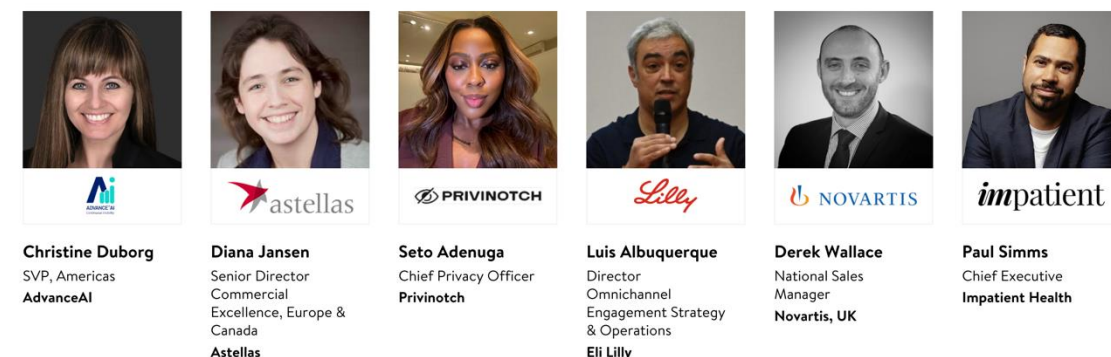 Ai
ADVANCE AI
astellas
PRIVINOTCH
Lilly
NOVARTIS
impatient
Christine Duborg
SVP, Americas
AdvanceAI
Diana Jansen
Senior Director
Commercial
Excellence, Europe &
Canada
Astellas
Seto Adenuga
Chief Privacy Officer
Privinotch
Luis Albuquerque
Director
Omnichannel
Engagement Strategy
& Operations
Eli Lilly
Derek Wallace
National Sales
Manager
Novartis, UK
Paul Simms
Chief Executive
Impatient Health